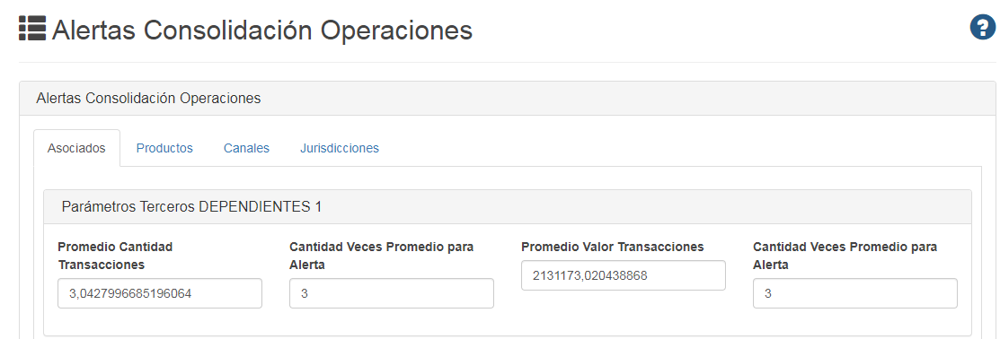 Alertas Consolidación Operaciones
?
Alertas Consolidación Operaciones
Asociados Productos Canales Jurisdicciones
Parámetros Terceros DEPENDIENTES 1
Promedio Cantidad
Transacciones
3,0427996685196064
Cantidad Veces Promedio para
Alerta
3
Promedio Valor Transacciones
2131173,020438868
Cantidad Veces Promedio para
Alerta
3